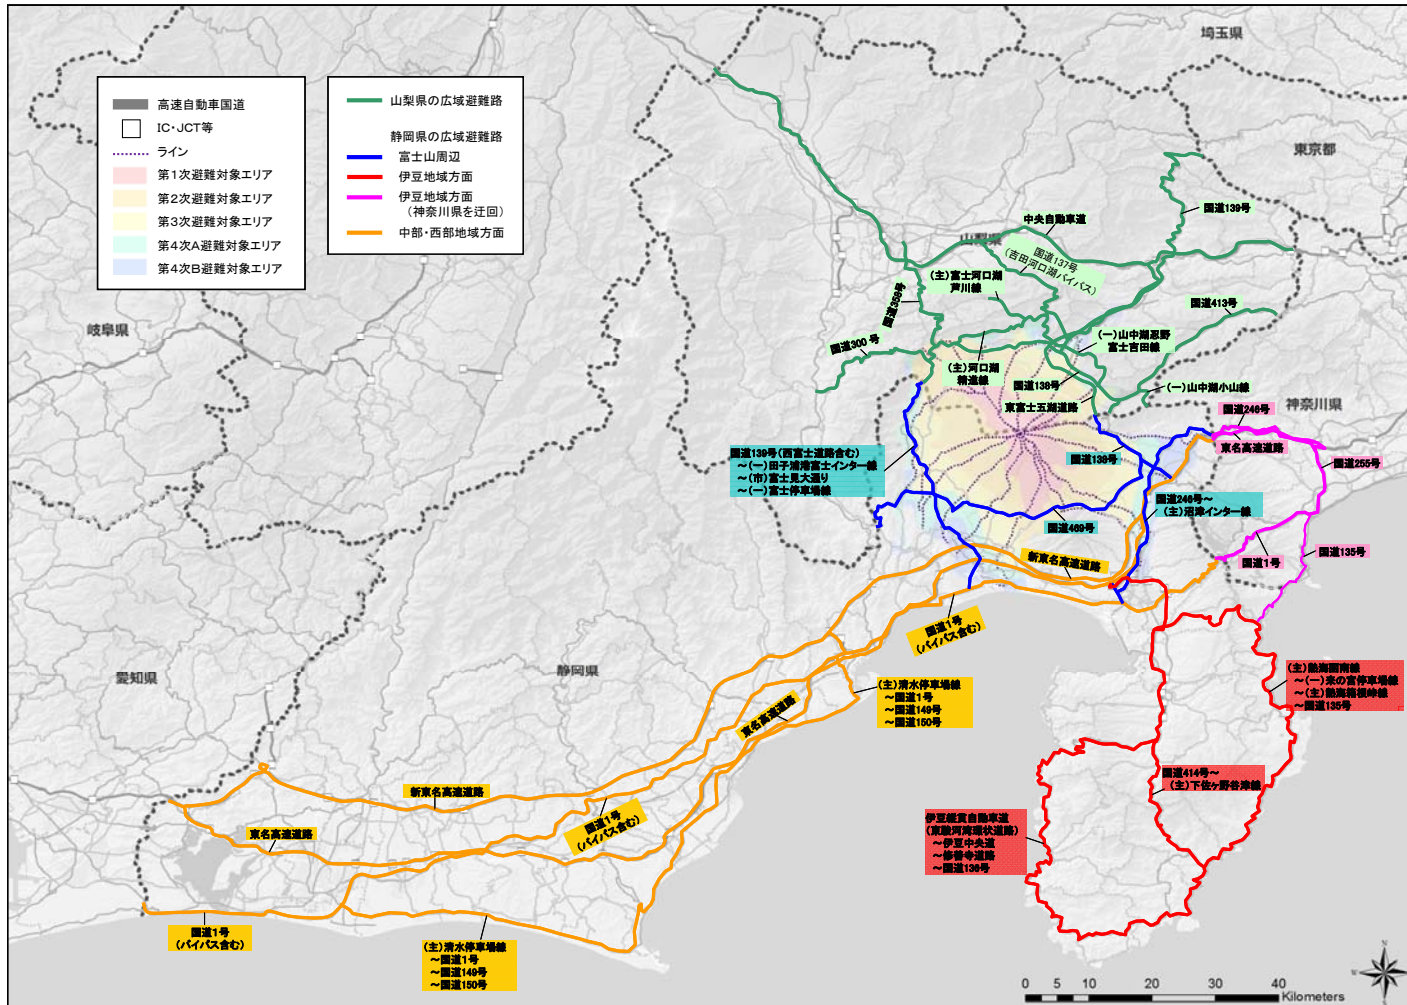 高速自動車国道
IC・JCT等
ライン
第1次避難対象エリア
第2次避難対象エリア
第3次避難対象エリア
第4次A避難対象エリア
第4次B避難対象エリア
山梨県の広域避難路
静岡県の広域避難路
富士山周辺
伊豆地域方面
伊豆地域方面
(神奈川県を迂回)
中部・西部地域方面
埼玉県
東京都
国道139号
中央自動車道
山梨県
国道137号
(吉田河口湖バイパス)
(主)富士河口湖
芦川線
国道358号
国道413号
岐阜県
国道300 号
(一)山中湖忍野
富士吉田線
(主)河口湖
精進線
国道138号
(一)山中湖小山線
東富士五湖道路
国道246号
神奈川県
東名高速道路
国道139号(西富士道路含む)
~(一)田子浦港富士インター線
~(市)富士見大通り
~(一)富士停車場線
国道138号
国道255号
国道246号~
(主)沼津インター線
国道469号
新東名高速道路
国道1号
国道135号
国道1号
(バイパス含む)
静岡県
愛知県
(主)熱海函南線
~(一)来の宮停車場線
~(主)熱海箱根峠線
~国道135号
(主)清水停車場線
~国道1号
~国道149号
~国道150号
東名高速道路
国道414号~
(主)下佐ヶ野谷津線
新東名高速道路
国道1号
(バイパス含む)
東名高速道路
伊豆縦貫自動車道
(東駿河湾環状道路)
~伊豆中央道
~修善寺道路
~国道136号
国道1号
(バイパス含む)
(主)清水停車場線
~国道1号
~国道149号
~国道150号
N
W
E
S
0 5 10 20 30 40
Kilometers